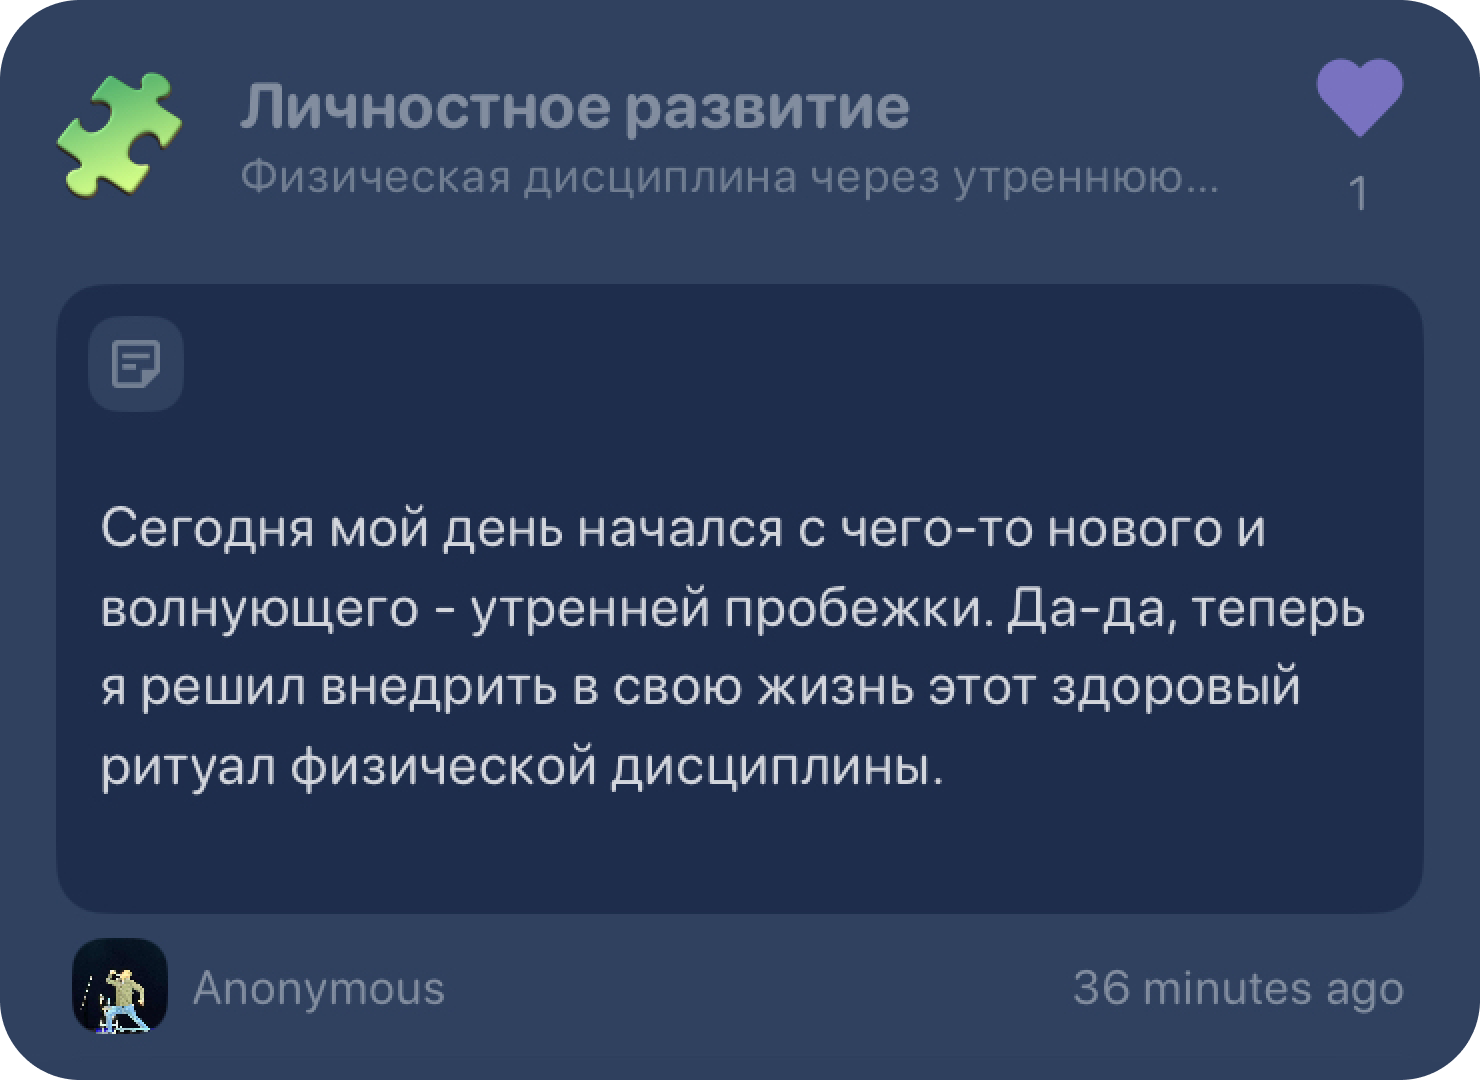 Личностное развитие
Физическая дисциплина через утреннюю...
1
Сегодня мой день начался с чего-то нового и
волнующего - утренней пробежки. Да-да, теперь
я решил внедрить в свою жизнь этот здоровый
ритуал физической дисциплины.
Anonymous
36 minutes ago